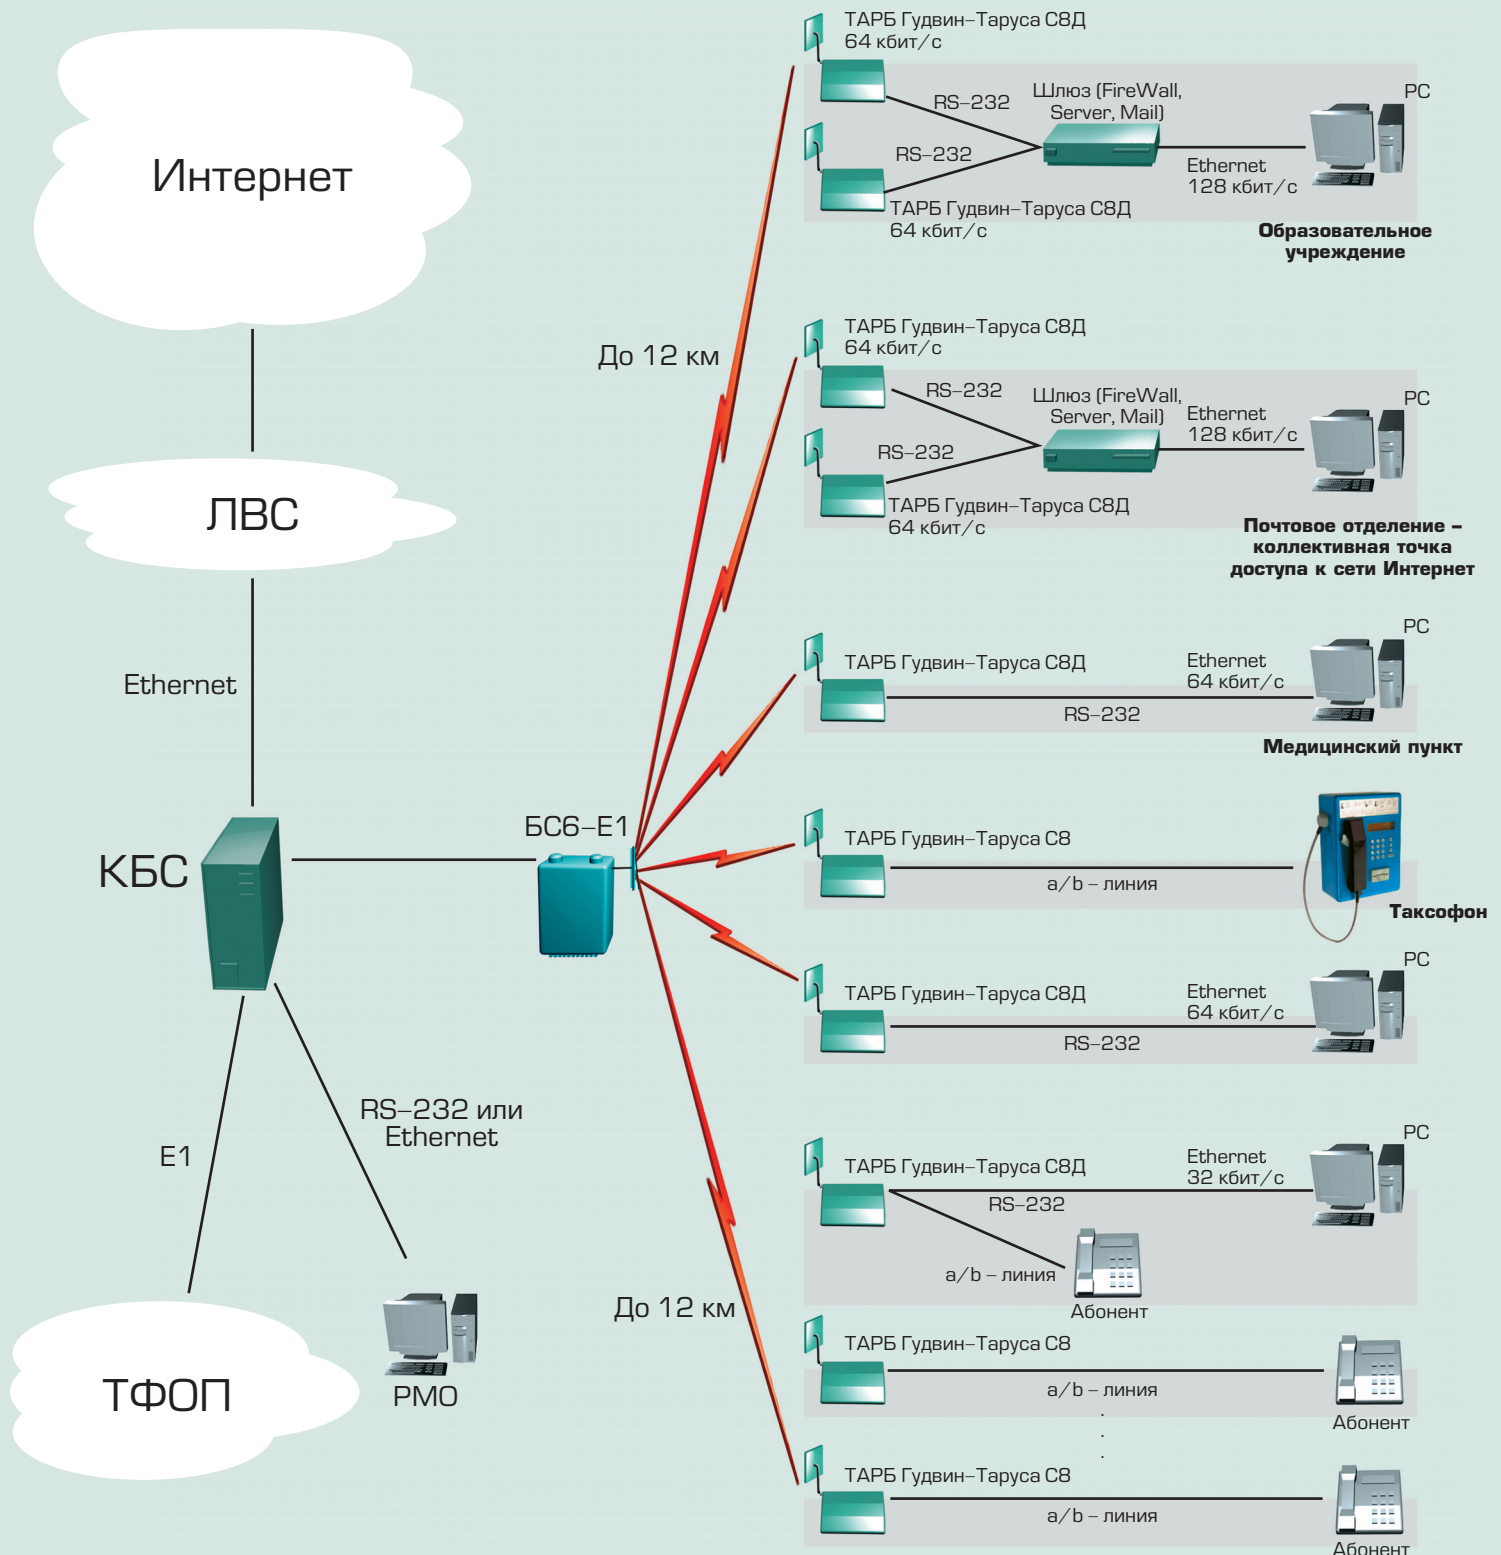 Интернет
ЛВС
Ethernet
КБС
БС6–Е1
До 12 км
E1
RS–232 или
Ethernet
ТФОП
РМО
До 12 км
ТАРБ Гудвин–Таруса С8Д
64 кбит/с
RS–232
Шлюз (FireWall,
Server, Mail)
PC
RS–232
Ethernet
128 кбит/с
ТАРБ Гудвин–Таруса С8Д
64 кбит/с
Образовательное
учреждение
ТАРБ Гудвин–Таруса С8Д
64 кбит/с
RS–232
Шлюз (FireWall,
Server, Mail)
Ethernet
128 кбит/с
PC
RS–232
ТАРБ Гудвин–Таруса С8Д
64 кбит/с
Почтовое отделение –
коллективная точка
доступа к сети Интернет
ТАРБ Гудвин–Таруса С8Д
Ethernet
64 кбит/с
PC
RS–232
Медицинский пункт
ТАРБ Гудвин–Таруса С8
a/b – линия
Таксофон
ТАРБ Гудвин–Таруса С8Д
Ethernet
64 кбит/с
PC
RS–232
ТАРБ Гудвин–Таруса С8Д
Ethernet
32 кбит/с
PC
RS–232
a/b – линия
Абонент
ТАРБ Гудвин–Таруса С8
a/b – линия
Абонент
.
.
.
ТАРБ Гудвин–Таруса С8
a/b – линия
Абонент